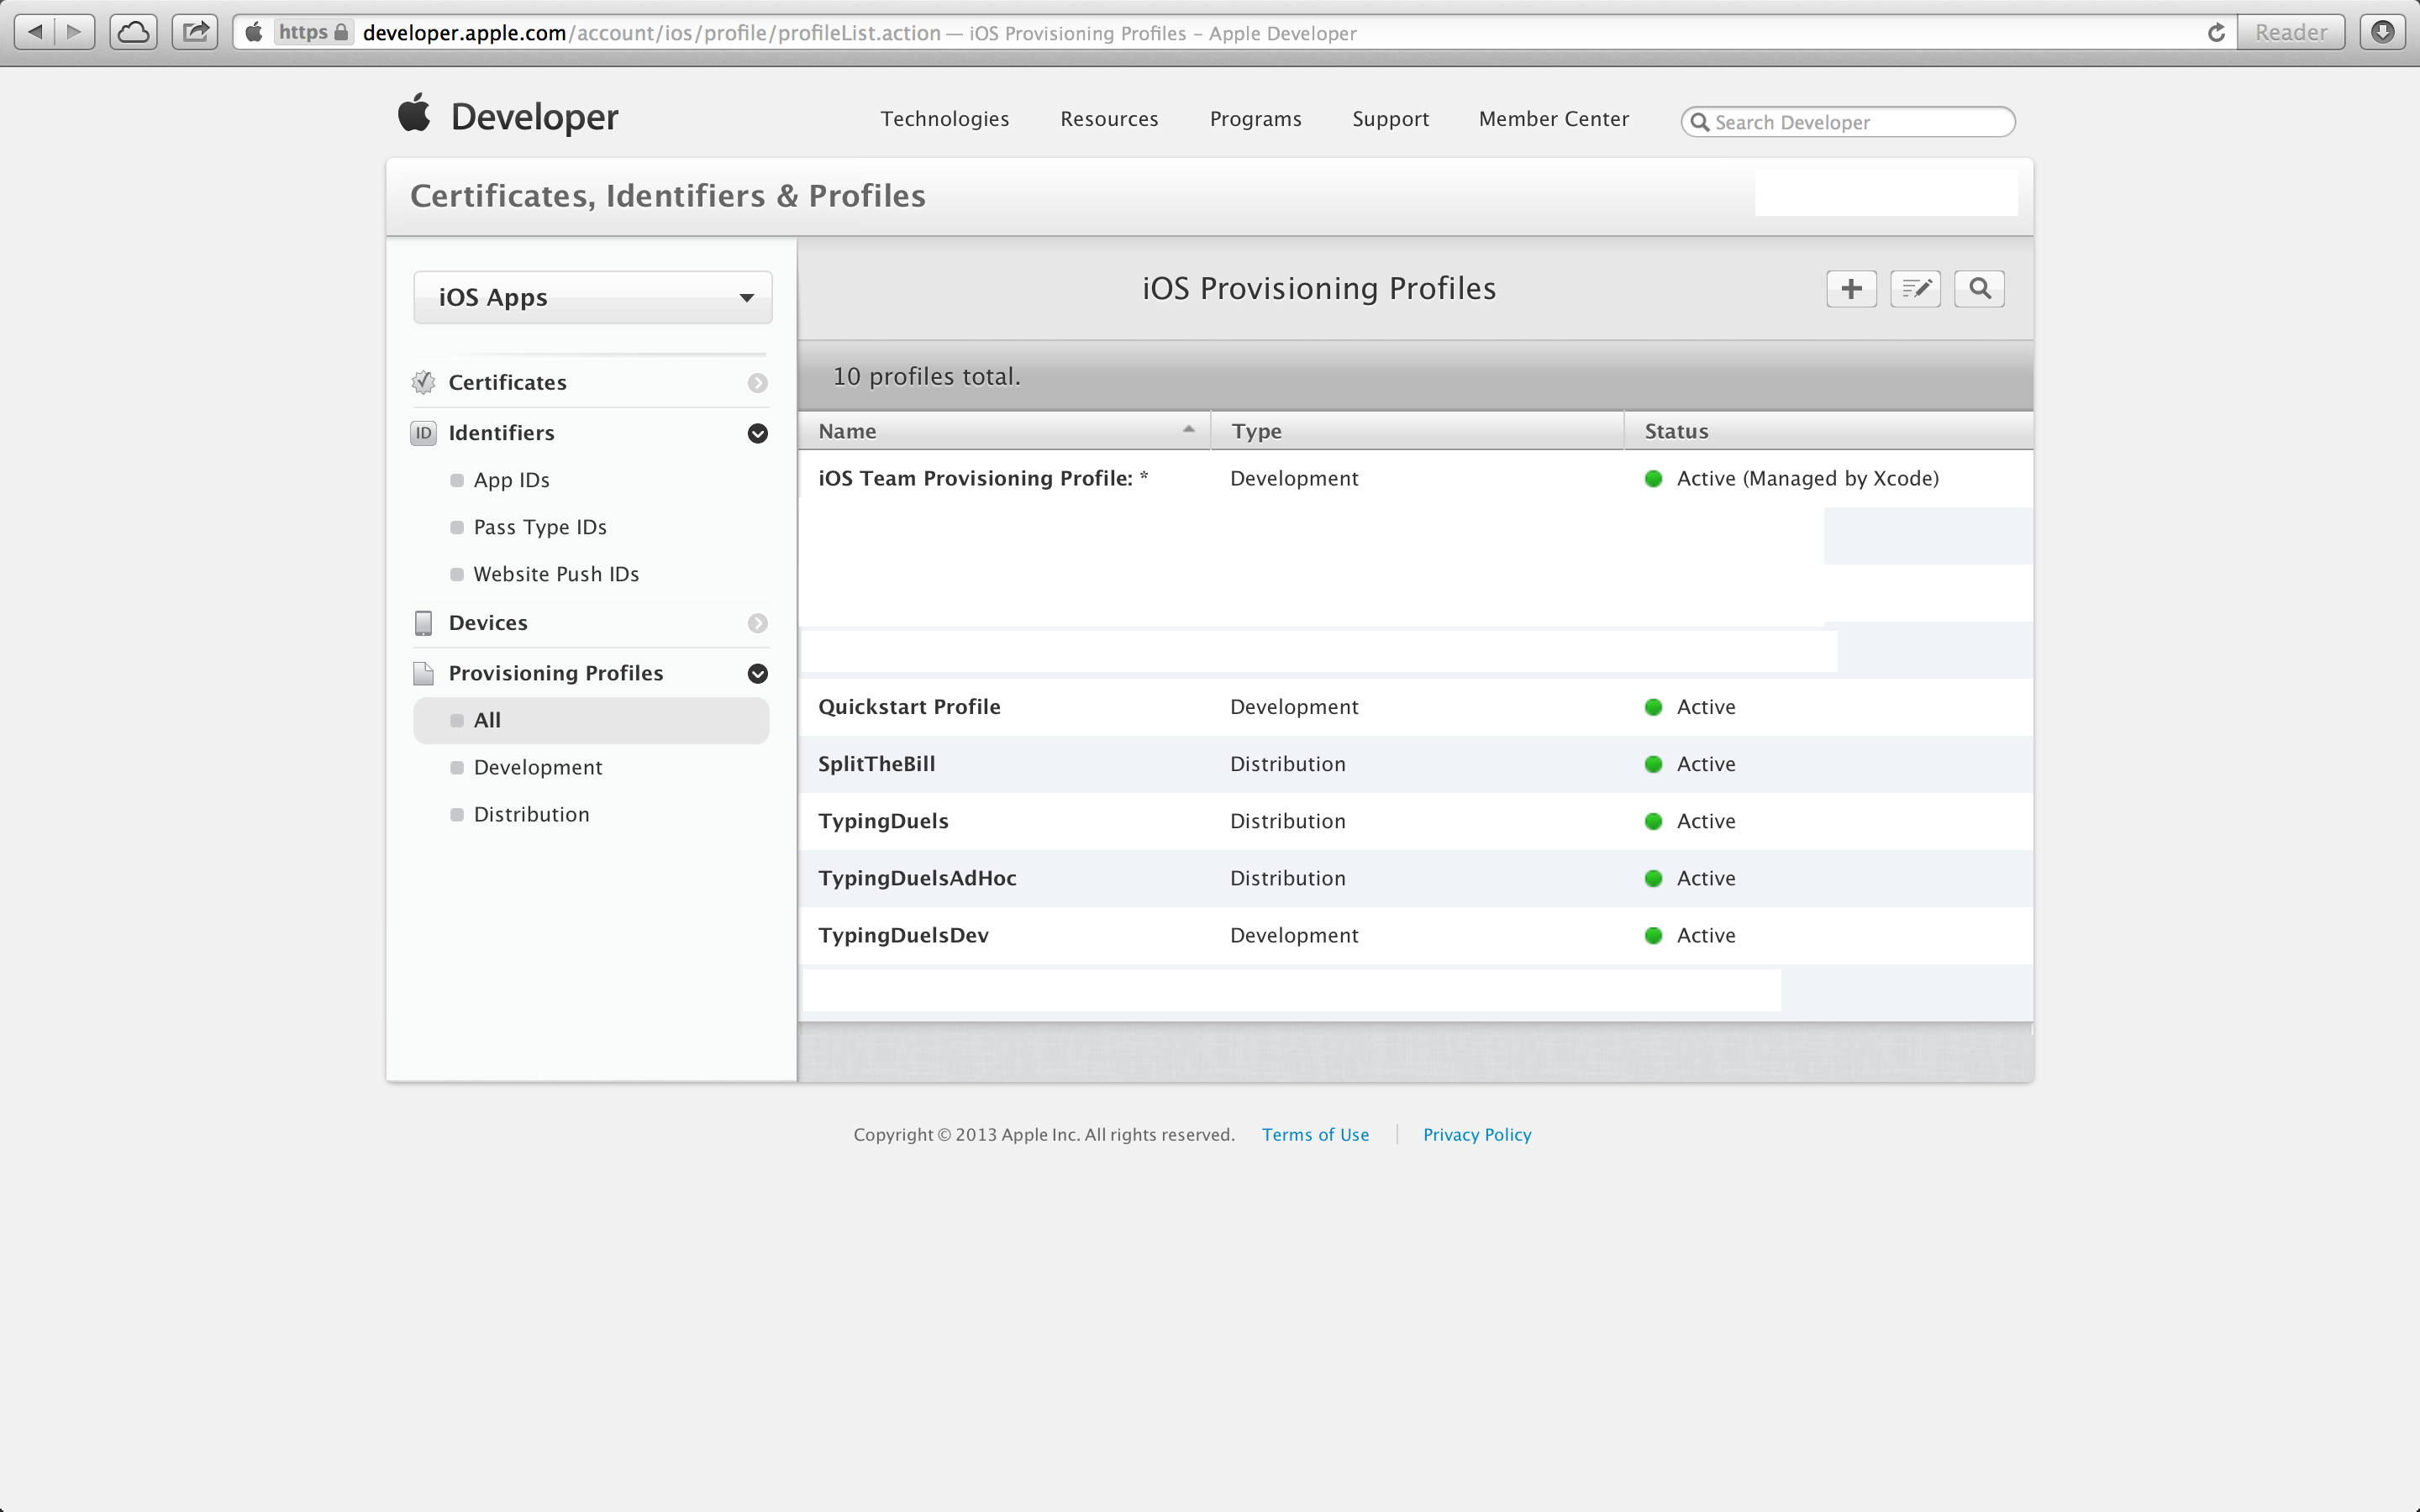 https developer.apple.com/account/ios/profile/profileList.action — iOS Provisioning Profiles – Apple Developer Reader
Developer Technologies Resources Programs Support Member Center Search Developer
Certificates, Identifiers & Profiles
iOS Apps
Certificates
ID Identifiers
App IDs
Pass Type IDs
Website Push IDs
Devices
Provisioning Profiles
All
Development
Distribution
iOS Provisioning Profiles
10 profiles total.
Name Type Status
iOS Team Provisioning Profile: * Development Active (Managed by Xcode)
Quickstart Profile Development Active
SplitTheBill Distribution Active
TypingDuels Distribution Active
TypingDuelsAdHoc Distribution Active
TypingDuelsDev Development Active
Copyright © 2013 Apple Inc. All rights reserved. Terms of Use Privacy Policy